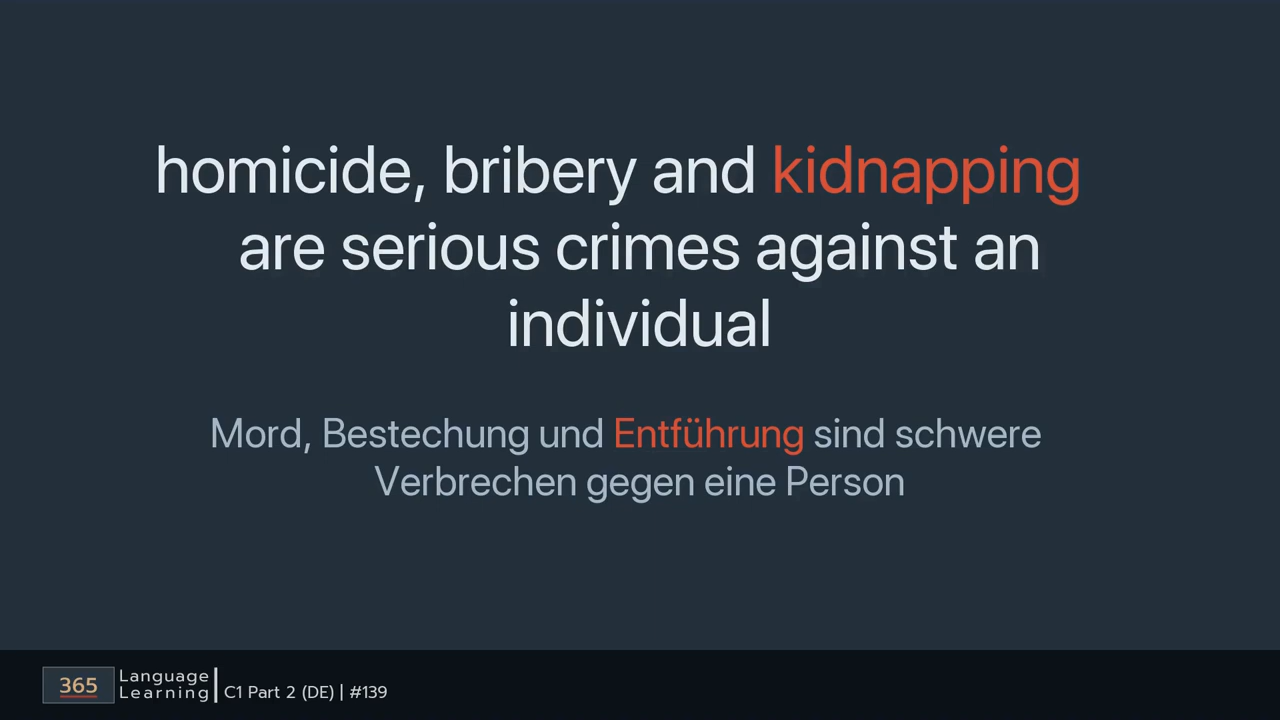 homicide, bribery and kidnapping
are serious crimes against an
individual
Mord, Bestechung und Entführung sind schwere
Verbrechen gegen eine Person
365 Language
Learning
C1 Part 2 (DE) | #139